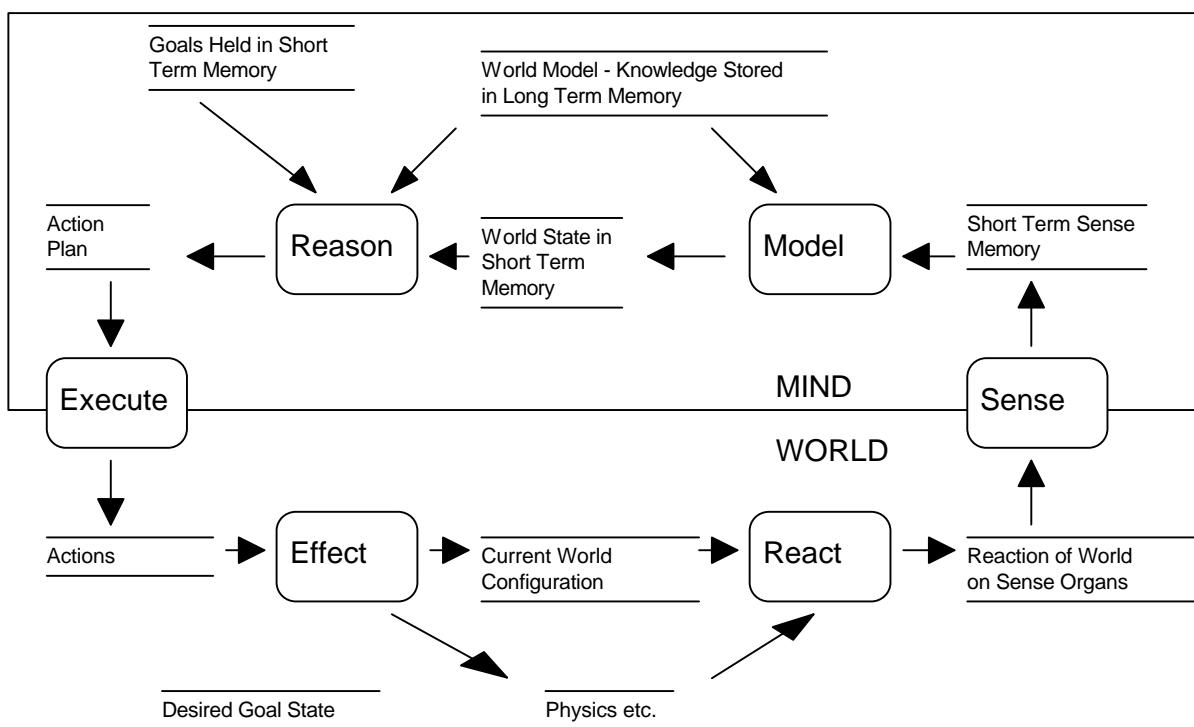 Goals Held in Short
Term Memory
World Model - Knowledge Stored
in Long Term Memory
Action
Plan
Reason
World State in
Short Term
Memory
Model
Short Term Sense
Memory
Execute
MIND
Sense
WORLD
Actions
Effect
Current World
Configuration
React
Reaction of World
on Sense Organs
Desired Goal State
Physics etc.